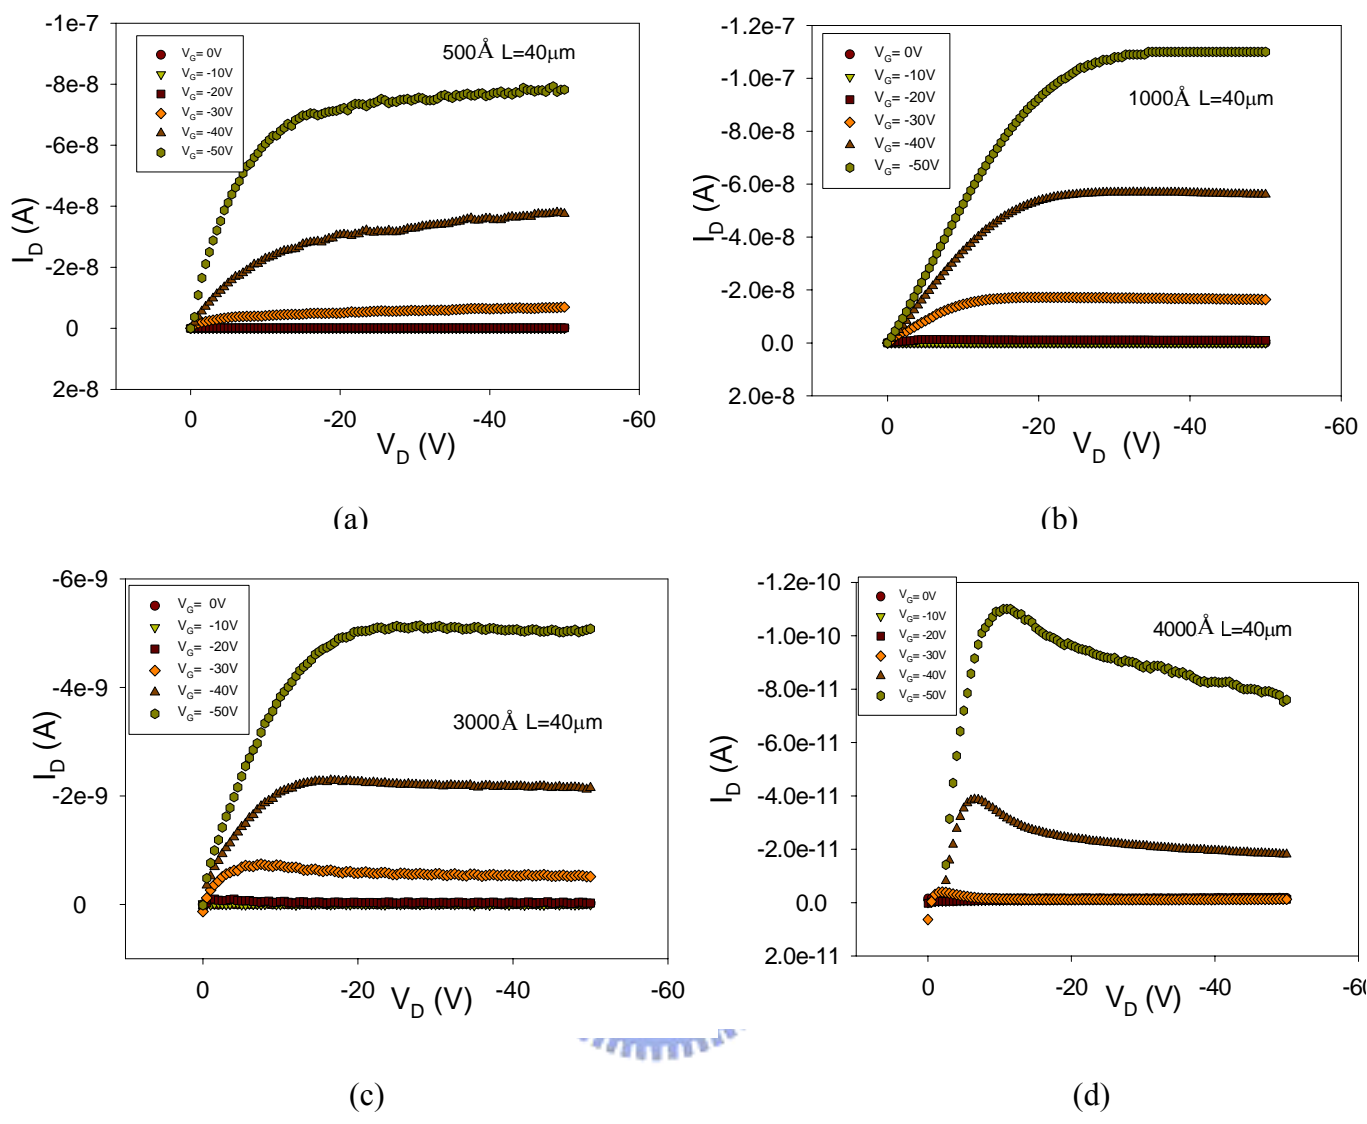 -1e-7
-8e-8
-6e-8
-4e-8
-2e-8
0
2e-8
I_D (A)
V_G= 0V
V_G= -10V
V_G= -20V
V_G= -30V
V_G= -40V
V_G= -50V
500Å L=40μm
0 -20 -40 -60
V_D (V)
(a)
-1.2e-7
-1.0e-7
-8.0e-8
-6.0e-8
-4.0e-8
-2.0e-8
0.0
2.0e-8
I_D (A)
V_G= 0V
V_G= -10V
V_G= -20V
V_G= -30V
V_G= -40V
V_G= -50V
1000Å L=40μm
0 -20 -40 -60
V_D (V)
(b)
-6e-9
-4e-9
-2e-9
0
I_D (A)
V_G= 0V
V_G= -10V
V_G= -20V
V_G= -30V
V_G= -40V
V_G= -50V
3000Å L=40μm
0 -20 -40 -60
V_D (V)
(c)
-1.2e-10
-1.0e-10
-8.0e-11
-6.0e-11
-4.0e-11
-2.0e-11
0.0
2.0e-11
I_D (A)
V_G= 0V
V_G= -10V
V_G= -20V
V_G= -30V
V_G= -40V
V_G= -50V
4000Å L=40μm
0 -20 -40 -60
V_D (V)
(d)